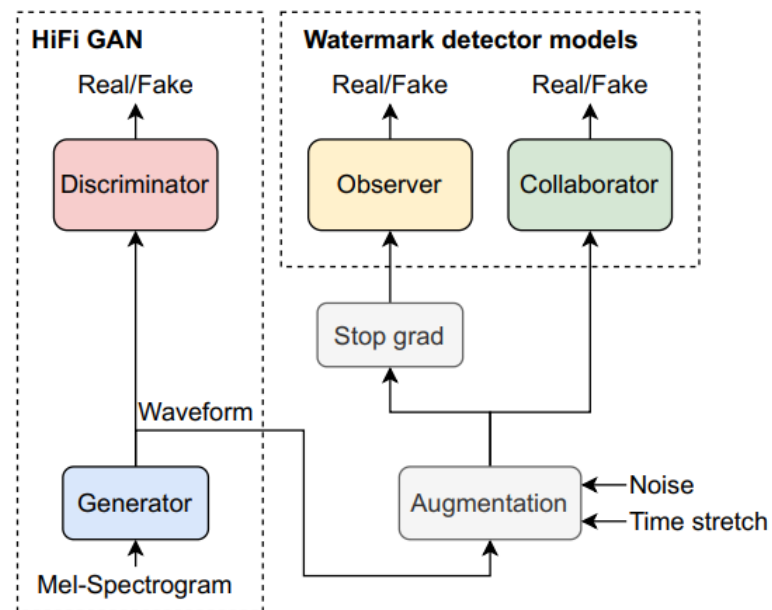 HiFi GAN
Watermark detector models
Real/Fake
Real/Fake
Real/Fake
Discriminator
Observer
Collaborator
Stop grad
Waveform
Generator
Augmentation
Noise
Time stretch
Mel-Spectrogram